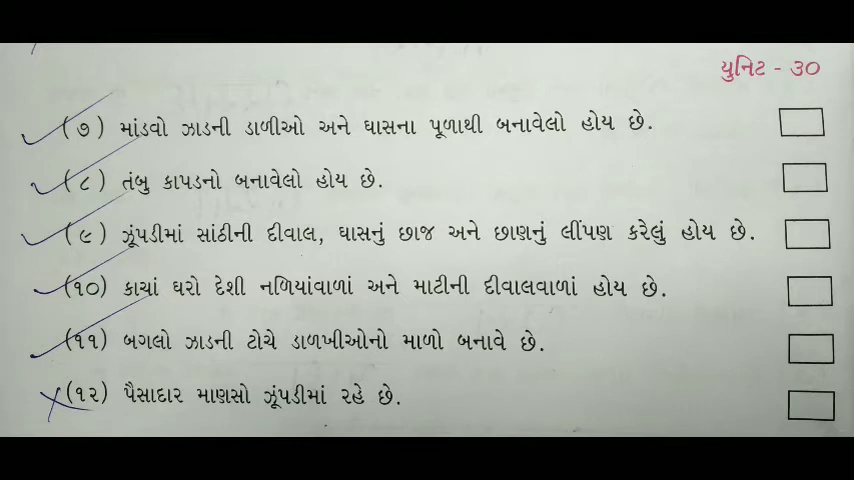 યુનિટ - ૩૦
(૭) માંડવો ઝાડની ડાળીઓ અને ઘાસના પૂળાથી બનાવેલો હોય છે.
(૮) તંબુ કાપડનો બનાવેલો હોય છે.
(૯) ઝૂંપડીમાં સાંઠીની દીવાલ, ઘાસનું છાજ અને છાણનું લીંપણ કરેલું હોય છે.
(૧૦) કાચાં ઘરો દેશી નળિયાંવાળાં અને માટીની દીવાલવાળાં હોય છે.
(૧૧) બગલો ઝાડની ટોચે ડાળખીઓનો માળો બનાવે છે.
(૧૨) પૈસાદાર માણસો ઝૂંપડીમાં રહે છે.